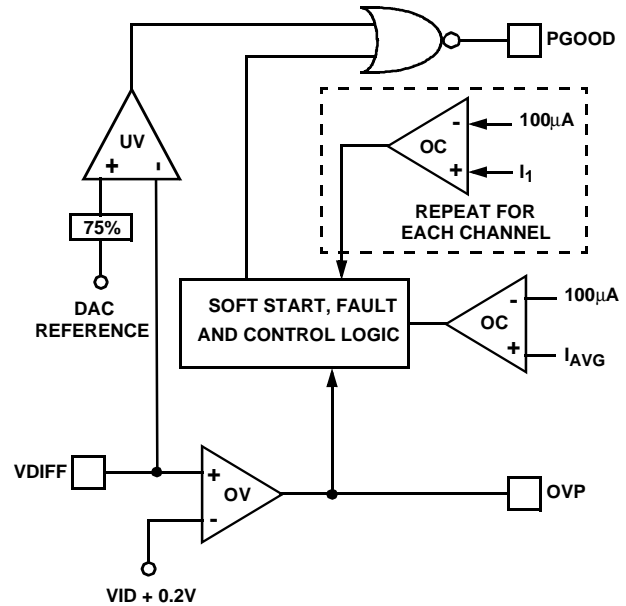 PGOOD
- 100µA
OC
+ I1
REPEAT FOR
EACH CHANNEL
UV
+ -
75%
DAC
REFERENCE
SOFT START, FAULT
AND CONTROL LOGIC
- 100µA
OC
+ IAVG
VDIFF
+
OV
-
OVP
VID + 0.2V